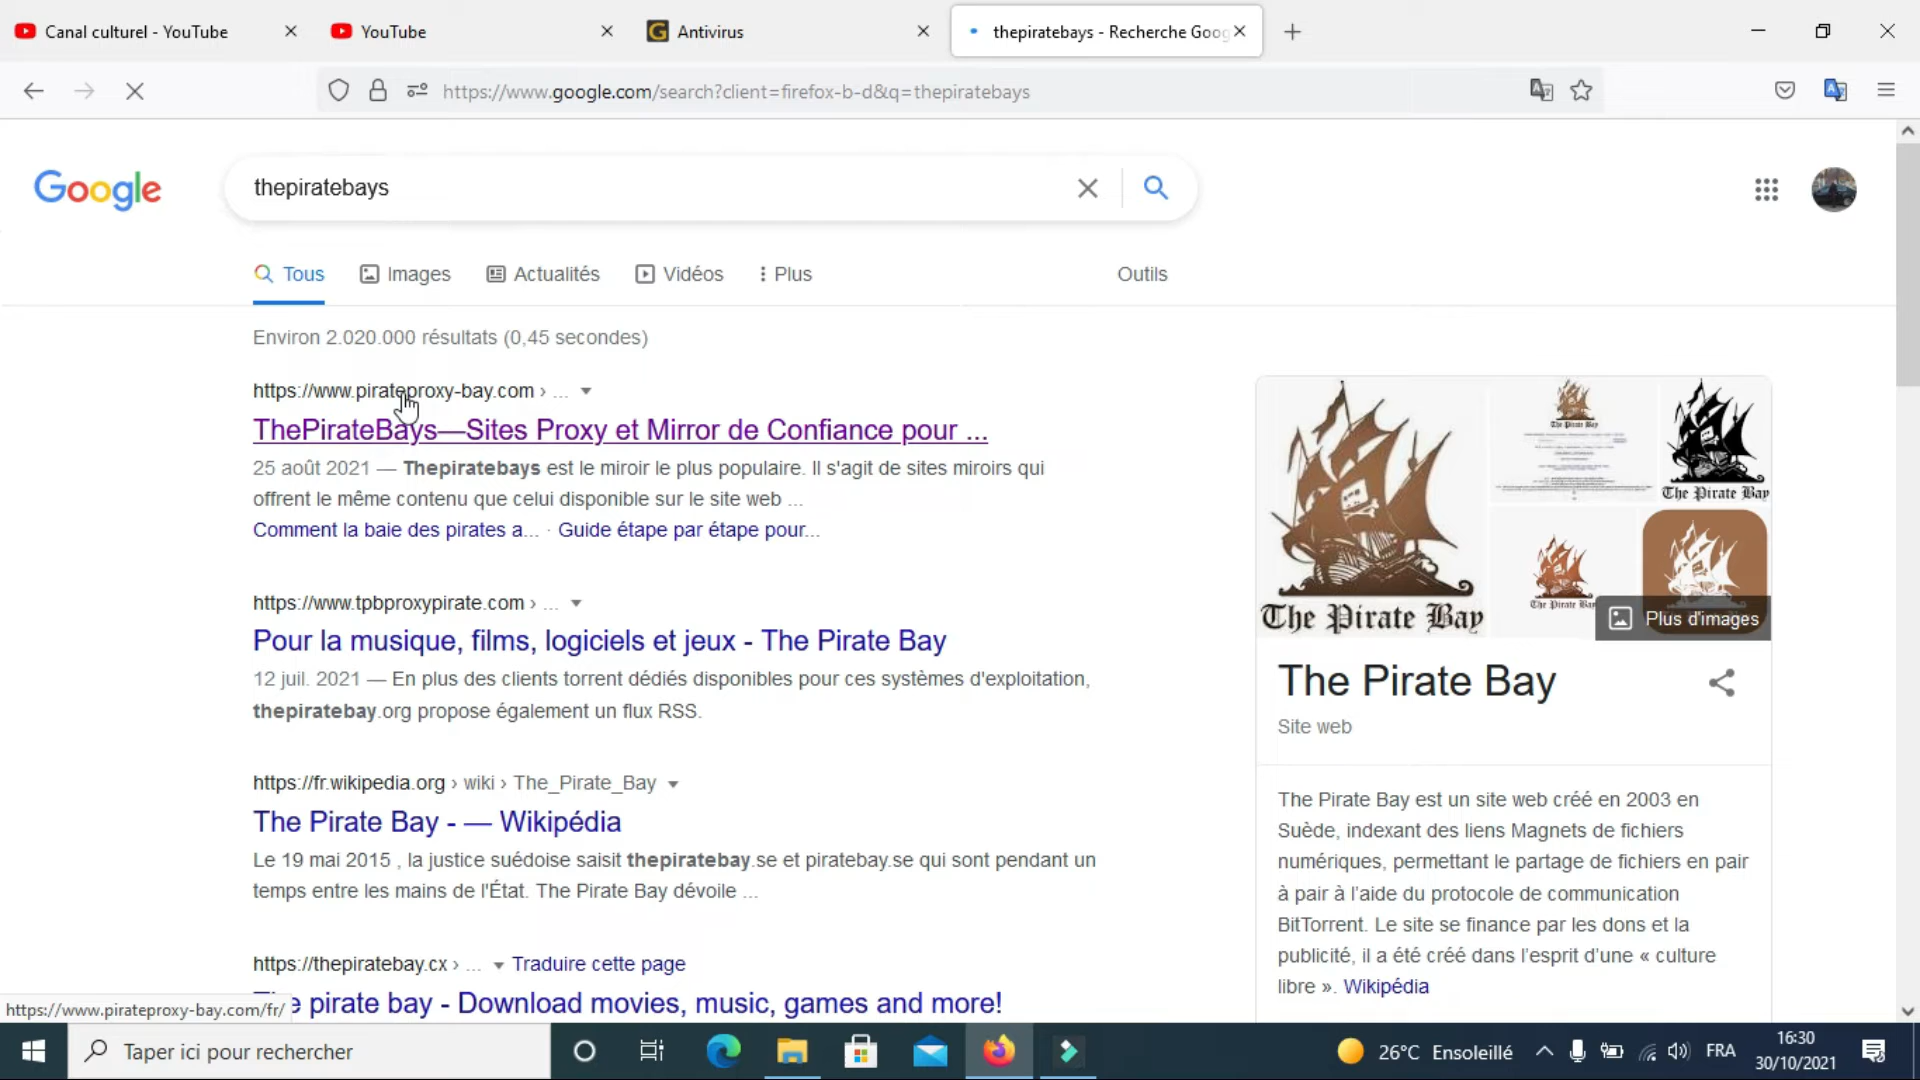 Canal culturel - YouTube
YouTube
Antivirus
thepiratebays - Recherche Goog
https://www.google.com/search?client=firefox-b-d&q=thepiratebays
Google
thepiratebays
Tous
Images
Actualités
Vidéos
Plus
Outils
Environ 2.020.000 résultats (0,45 secondes)
https://www.pirateproxy-bay.com › ...
ThePirateBays—Sites Proxy et Mirror de Confiance pour ...
25 août 2021 — Thepiratebays est le miroir le plus populaire. Il s'agit de sites miroirs qui
offrent le même contenu que celui disponible sur le site web ...
Comment la baie des pirates a... · Guide étape par étape pour...
https://www.tpbproxypirate.com › ...
Pour la musique, films, logiciels et jeux - The Pirate Bay
12 juil. 2021 — En plus des clients torrent dédiés disponibles pour ces systèmes d'exploitation,
thepiratebay.org propose également un flux RSS.
https://fr.wikipedia.org › wiki › The_Pirate_Bay
The Pirate Bay - — Wikipédia
Le 19 mai 2015 , la justice suédoise saisit thepiratebay.se et piratebay.se qui sont pendant un
temps entre les mains de l'État. The Pirate Bay dévoile ...
https://thepiratebay.cx › ... Traduire cette page
e pirate bay - Download movies, music, games and more!
https://www.pirateproxy-bay.com/fr/
The Pirate Bay
The Pirate Bay
The Pirate Bay
The Pirate Bay
Plus d'images
The Pirate Bay
Site web
The Pirate Bay est un site web créé en 2003 en
Suède, indexant des liens Magnets de fichiers
numériques, permettant le partage de fichiers en pair
à pair à l'aide du protocole de communication
BitTorrent. Le site se finance par les dons et la
publicité, il a été créé dans l'esprit d'une « culture
libre ». Wikipédia
Taper ici pour rechercher
26°C Ensoleillé
FRA
16:30
30/10/2021